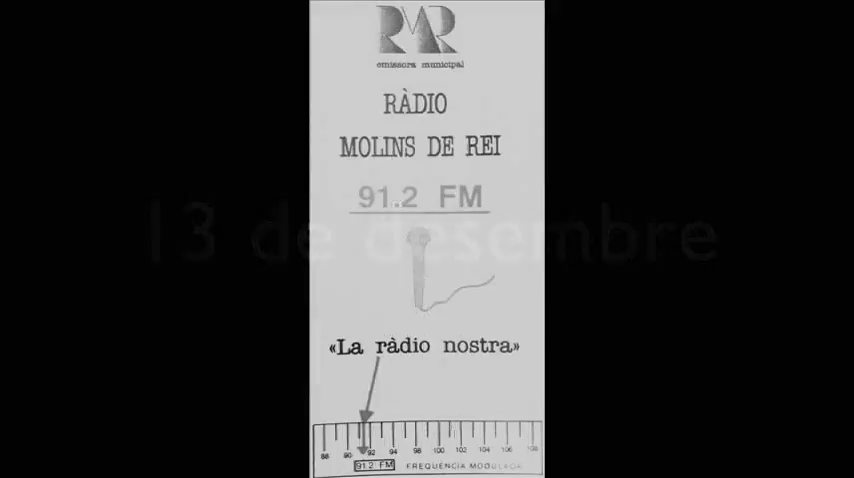 RMR
emissora municipal
RÀDIO
MOLINS DE REI
91.2 FM
13 de desembre
«La ràdio nostra»
88 90 92 94 96 98 100 102 104 106 108
91.2 FM FREQUÈNCIA MODULADA